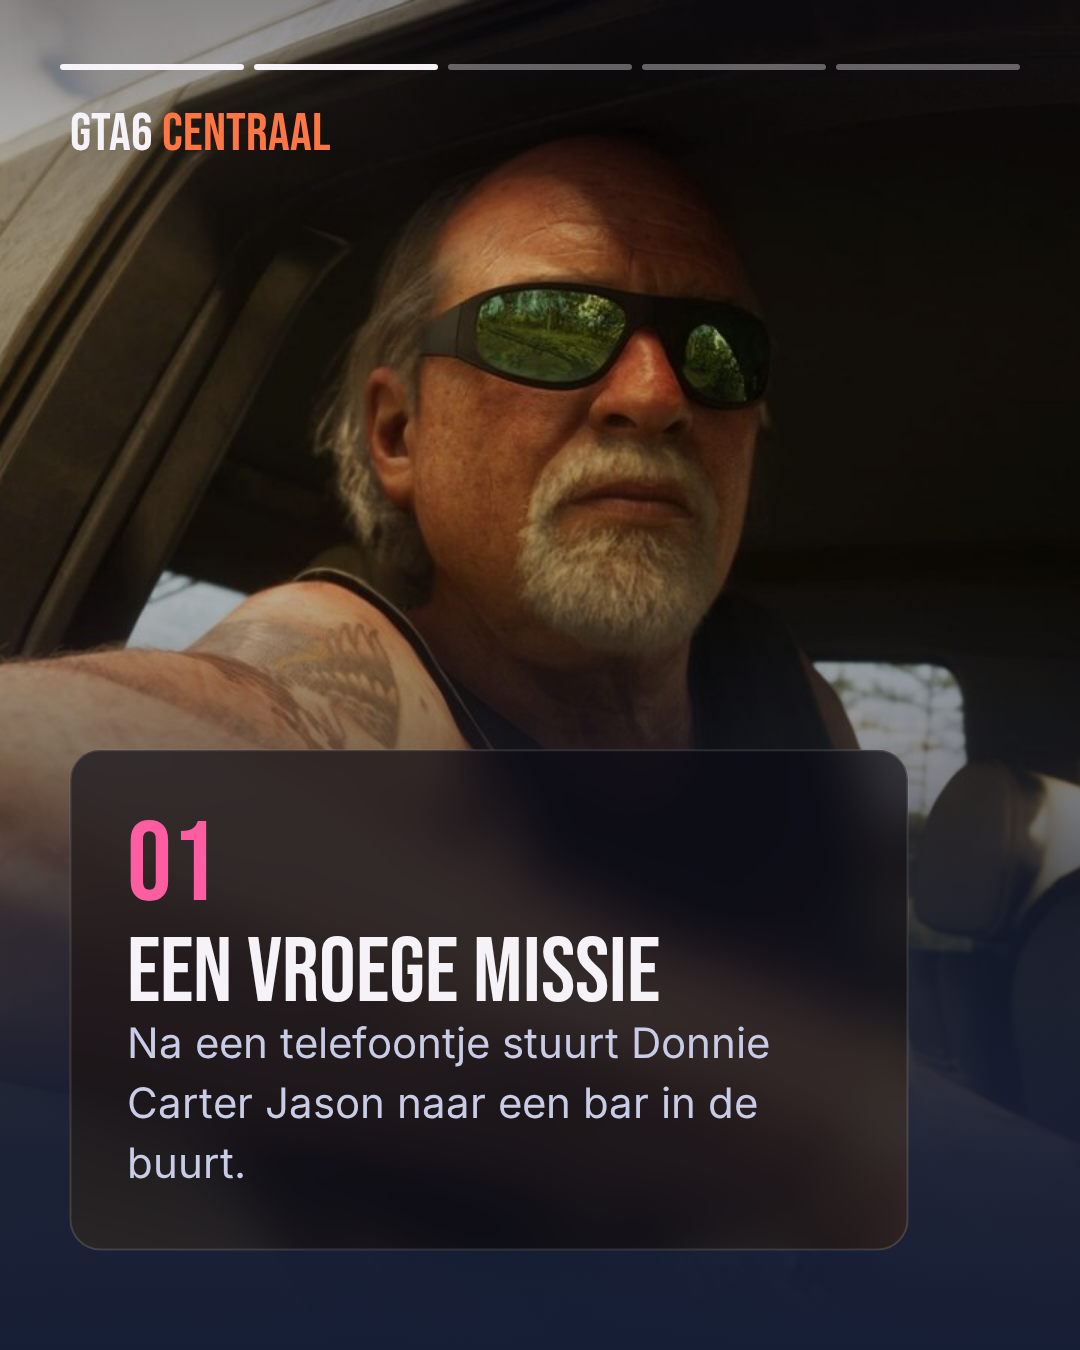 GTA6 CENTRAAL
01
EEN VROEGE MISSIE
Na een telefoontje stuurt Donnie
Carter Jason naar een bar in de
buurt.